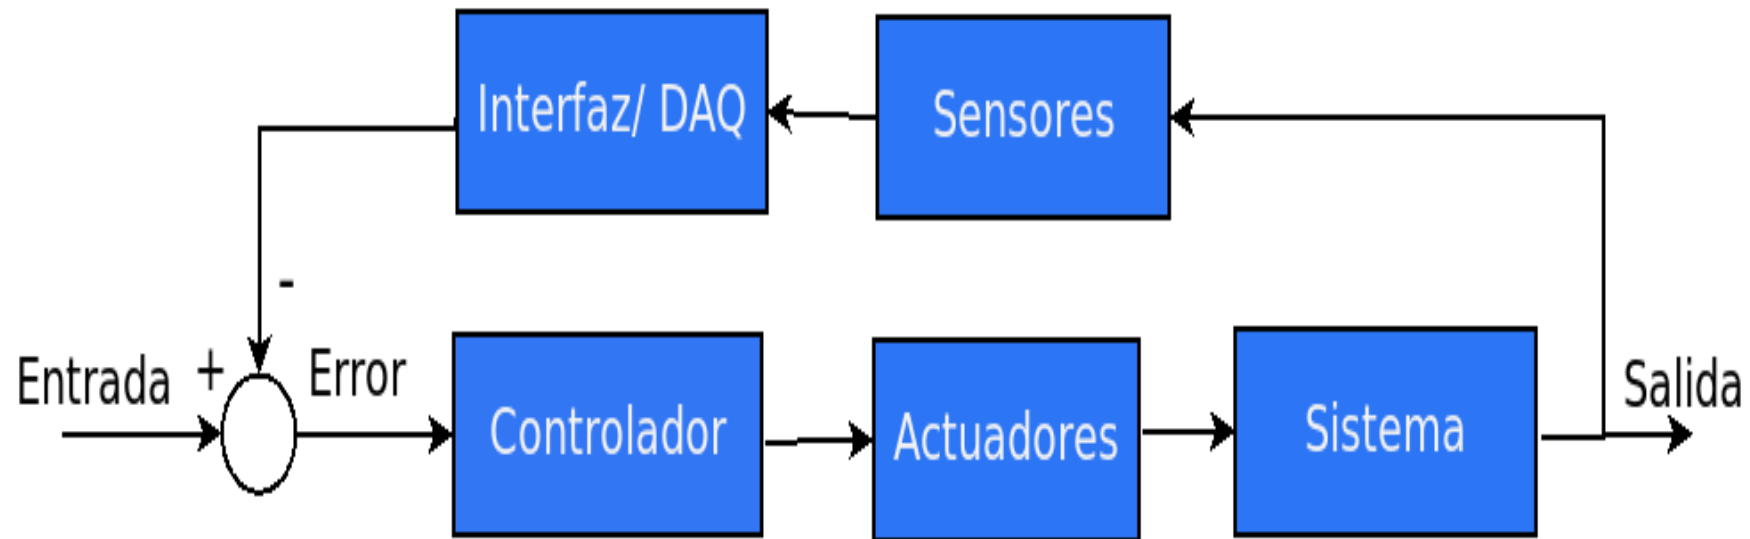 Interfaz/ DAQ
Sensores
-
Entrada
+
Error
Controlador
Actuadores
Sistema
Salida